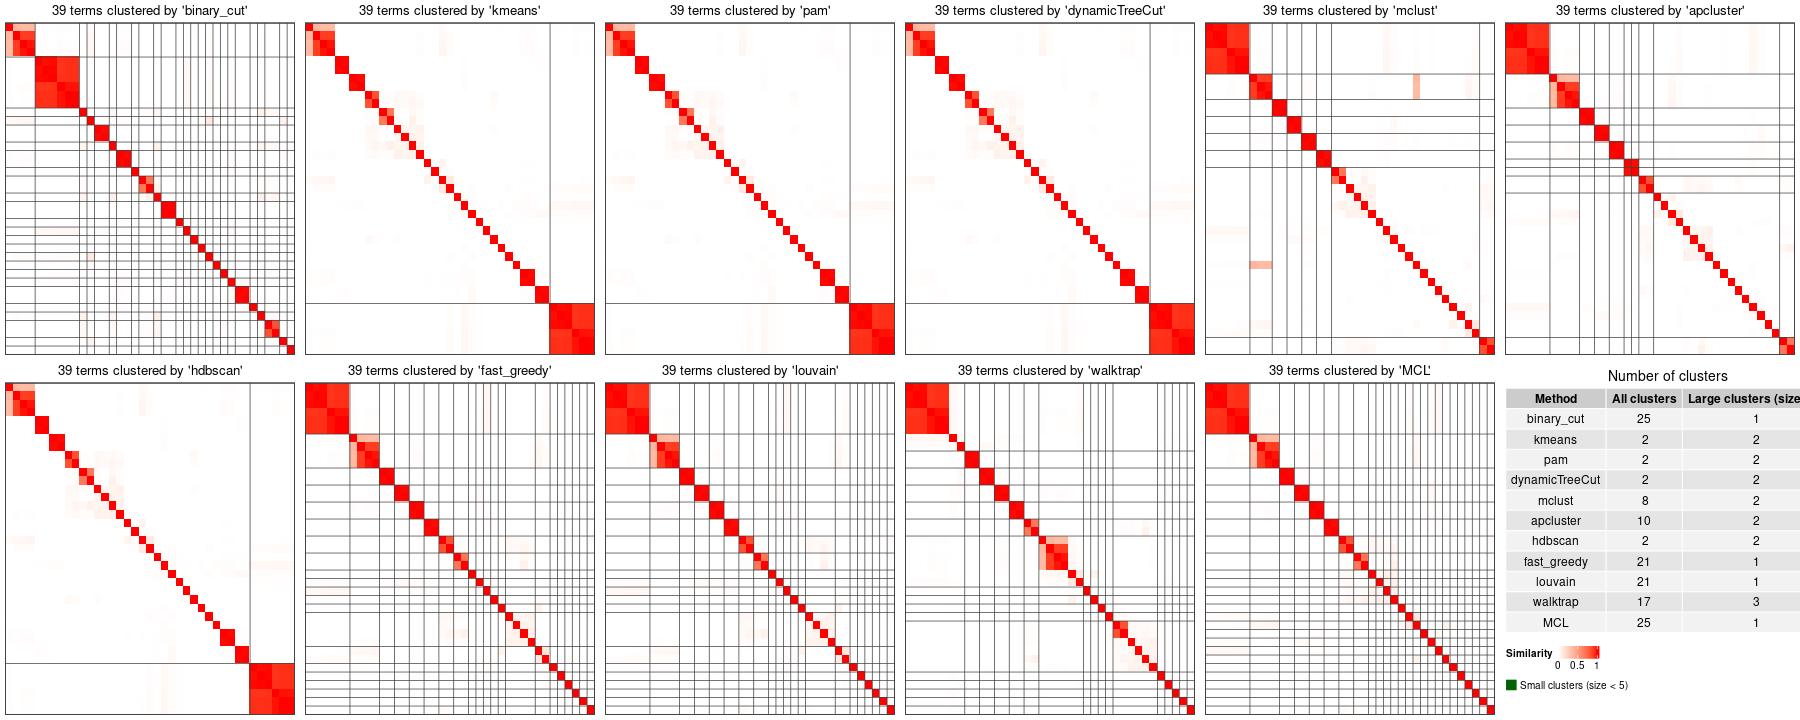 39 terms clustered by 'binary_cut'
39 terms clustered by 'kmeans'
39 terms clustered by 'pam'
39 terms clustered by 'dynamicTreeCut'
39 terms clustered by 'mclust'
39 terms clustered by 'apcluster'
39 terms clustered by 'hdbscan'
39 terms clustered by 'fast_greedy'
39 terms clustered by 'louvain'
39 terms clustered by 'walktrap'
39 terms clustered by 'MCL'
Number of clusters
Method All clusters Large clusters (size
binary_cut 25 1
kmeans 2 2
pam 2 2
dynamicTreeCut 2 2
mclust 8 2
apcluster 10 2
hdbscan 2 2
fast_greedy 21 1
louvain 21 1
walktrap 17 3
MCL 25 1
Similarity
0 0.5 1
Small clusters (size < 5)